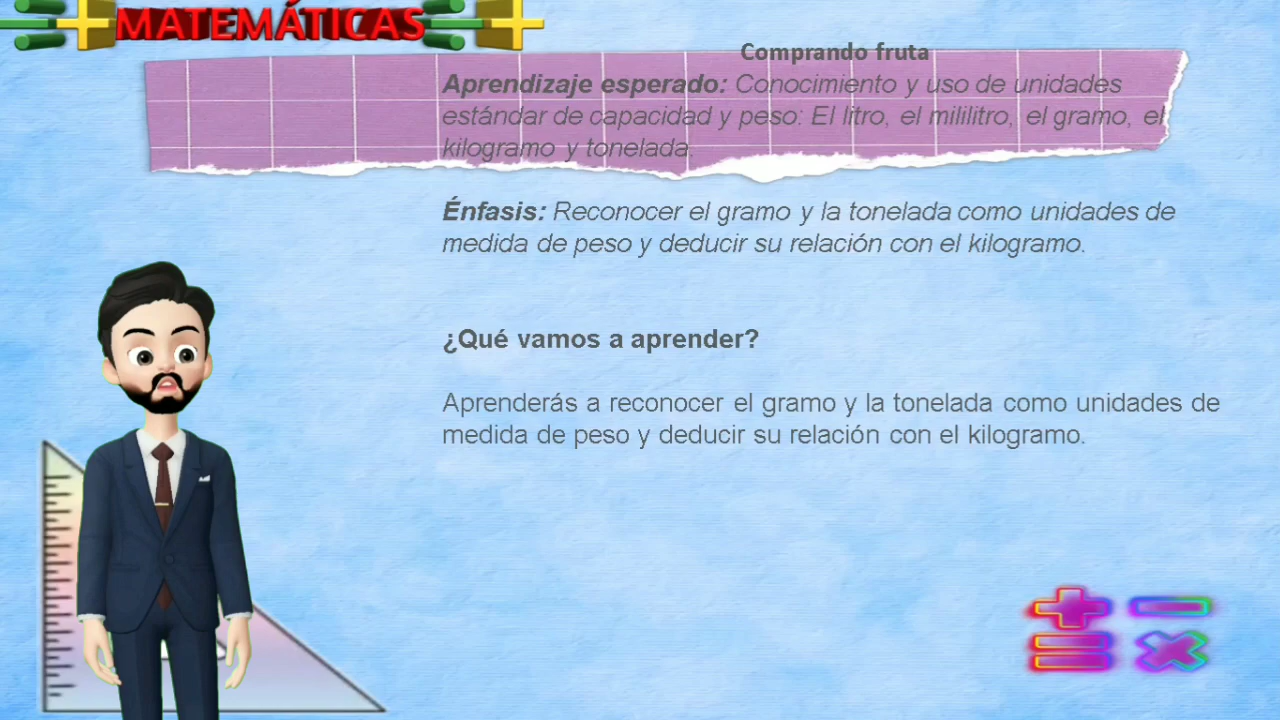 MATEMÁTICAS
Comprando fruta
Aprendizaje esperado: Conocimiento y uso de unidades
estándar de capacidad y peso: El litro, el mililitro, el gramo, el
kilogramo y tonelada.
Énfasis: Reconocer el gramo y la tonelada como unidades de
medida de peso y deducir su relación con el kilogramo.
¿Qué vamos a aprender?
Aprenderás a reconocer el gramo y la tonelada como unidades de
medida de peso y deducir su relación con el kilogramo.